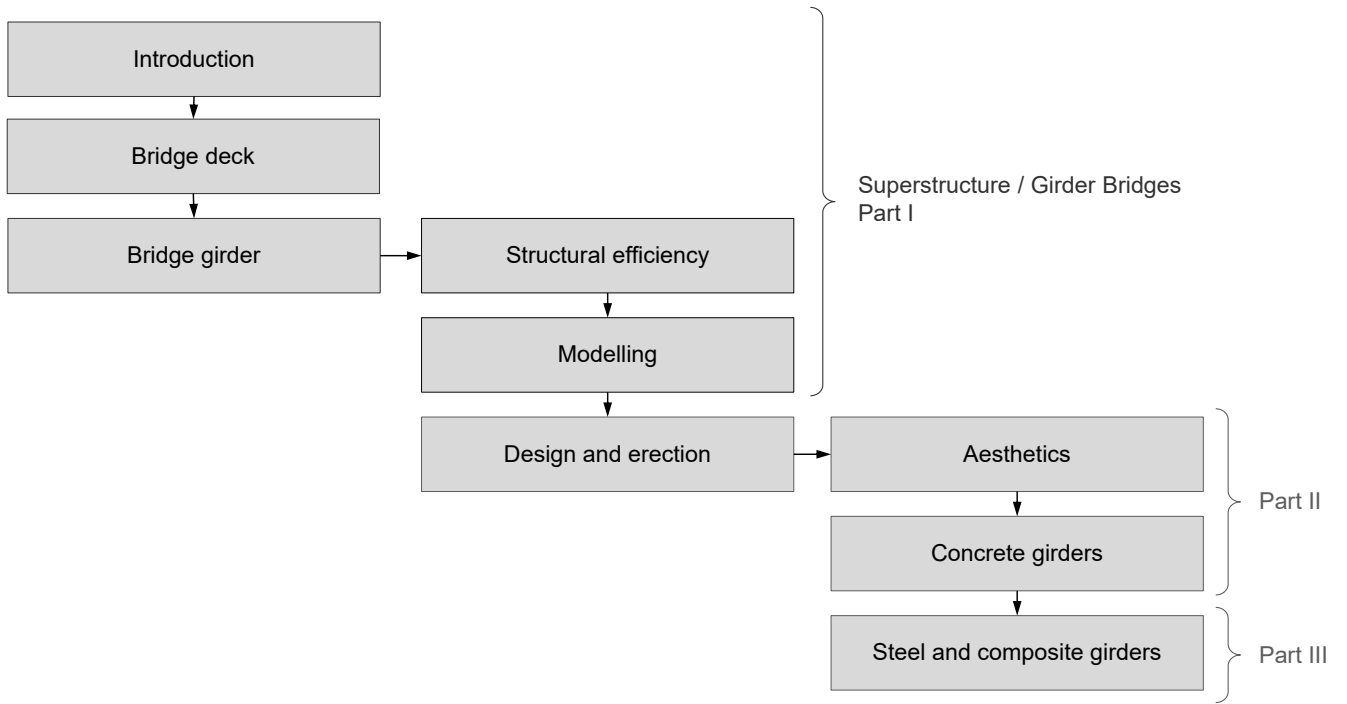 Introduction
Bridge deck
Bridge girder
Structural efficiency
Modelling
Superstructure / Girder Bridges
Part I
Design and erection
Aesthetics
Concrete girders
Part II
Steel and composite girders
Part III